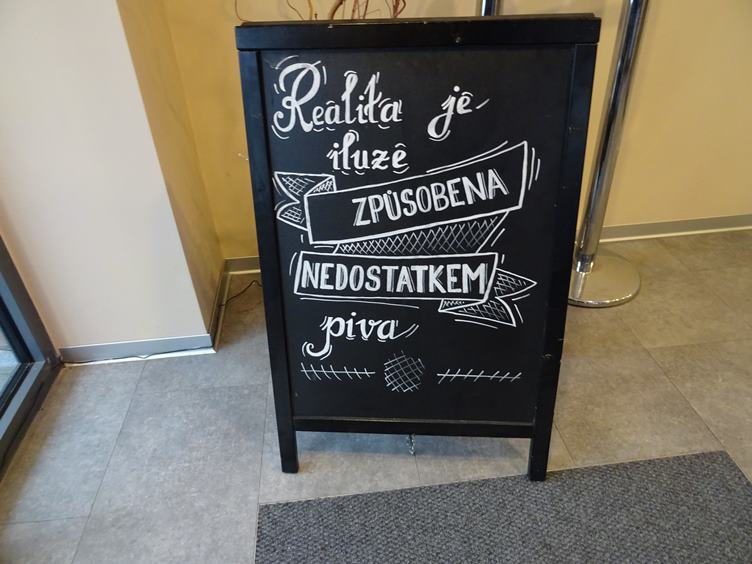 Realita je
iluze
ZPŮSOBENA
NEDOSTATKEM
piva